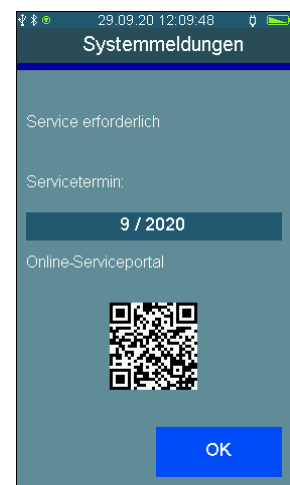 29.09.20 12:09:48
Systemmeldungen
Service erforderlich
Servicetermin:
9 / 2020
Online-Serviceportal
OK